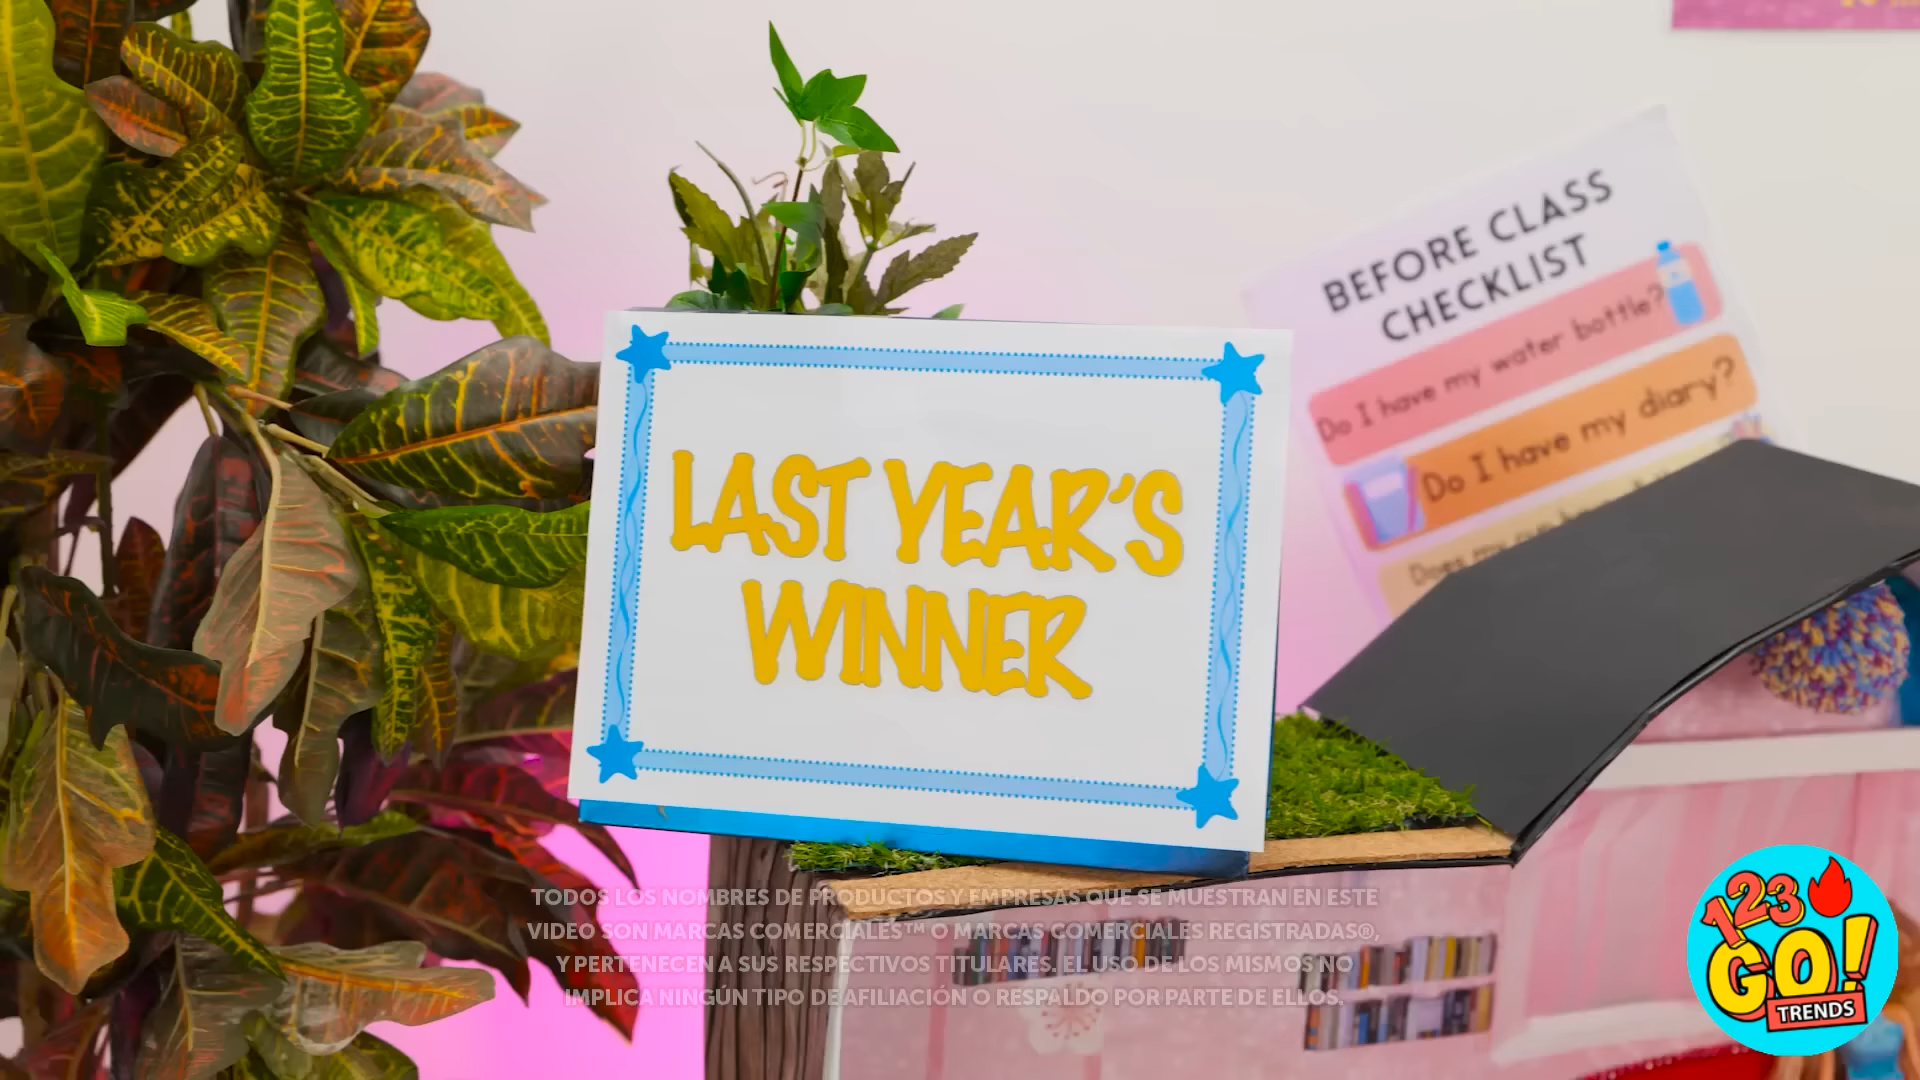 BEFORE CLASS
CHECKLIST
Do I have my water bottle?
Do I have my diary?
Does my
LAST YEAR'S
WINNER
TODOS LOS NOMBRES DE PRODUCTOS Y EMPRESAS QUE SE MUESTRAN EN ESTE
VIDEO SON MARCAS COMERCIALES™ O MARCAS COMERCIALES REGISTRADAS®,
Y PERTENECEN A SUS RESPECTIVOS TITULARES. EL USO DE LOS MISMOS NO
IMPLICA NINGÚN TIPO DE AFILIACIÓN O RESPALDO POR PARTE DE ELLOS.
123
GO!
TRENDS